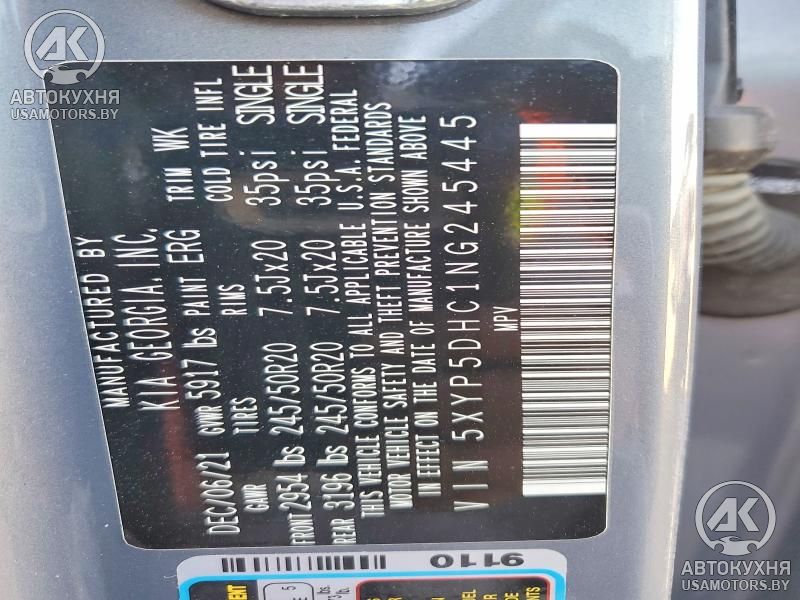 MANUFACTURED BY
KIA GEORGIA, INC.
DEC/06/21 GVWR 5917 lbs PAINT ERG TRIM WK
GAWR TIRES RIMS COLD TIRE INFL
FRONT 2954 lbs 245/50R20 7.5Jx20 35psi SINGLE
REAR 3196 lbs 245/50R20 7.5Jx20 35psi SINGLE
THIS VEHICLE CONFORMS TO ALL APPLICABLE U.S.A. FEDERAL
MOTOR VEHICLE SAFETY AND THEFT PREVENTION STANDARDS
IN EFFECT ON THE DATE OF MANUFACTURE SHOWN ABOVE
VIN 5XYP5DHC1NG245445
MPV
9110
AK
АВТОКУХНЯ
USAMOTORS.BY
AK
АВТОКУХНЯ
USAMOTORS.BY